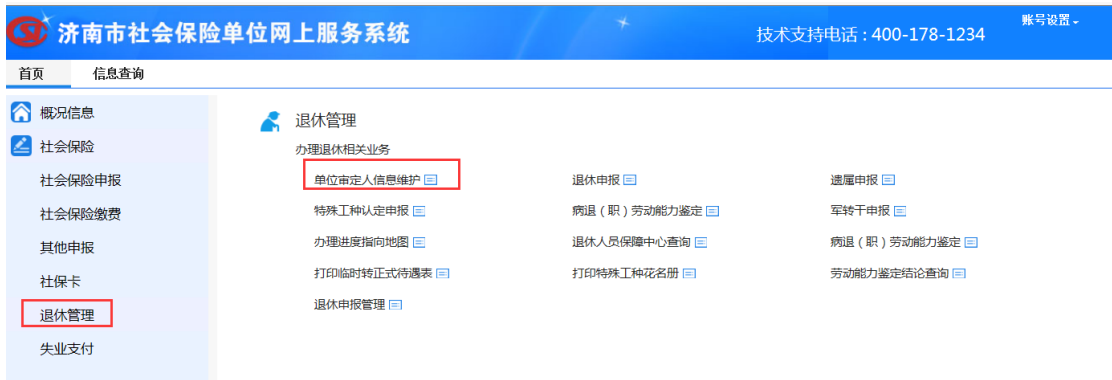 济南市社会保险单位网上服务系统
技术支持电话：400-178-1234
账号设置
首页 信息查询
概况信息
社会保险
社会保险申报
社会保险缴费
其他申报
社保卡
退休管理
失业支付
退休管理
办理退休相关业务
单位审定人信息维护 退休申报 遗属申报
特殊工种认定申报 病退（职）劳动能力鉴定 军转干申报
办理进度指向地图 退休人员保障中心查询 病退（职）劳动能力鉴定
打印临时转正式待遇表 打印特殊工种花名册 劳动能力鉴定结论查询
退休申报管理